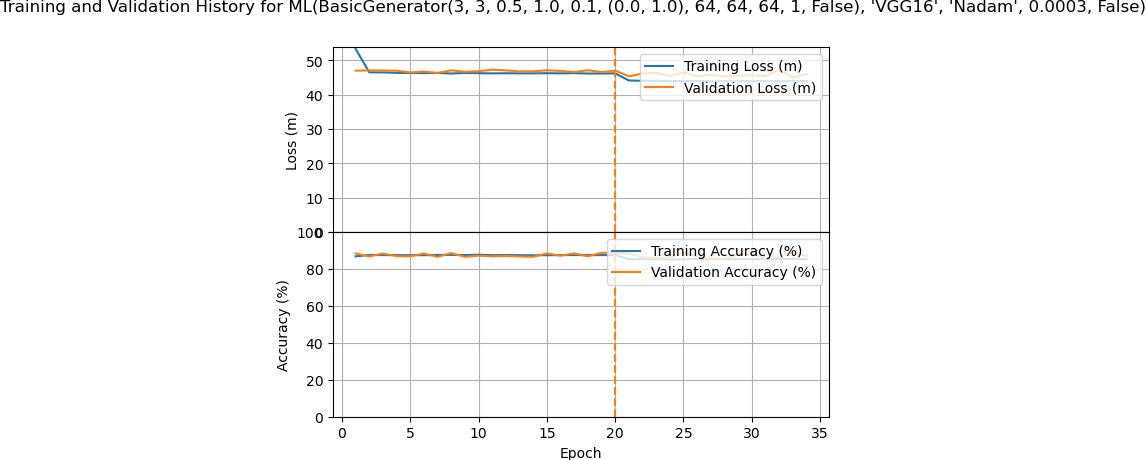 Training and Validation History for ML(BasicGenerator(3, 3, 0.5, 1.0, 0.1, (0.0, 1.0), 64, 64, 64, 1, False), 'VGG16', 'Nadam', 0.0003, False)
50
40
30
20
10
0
Loss (m)
Training Loss (m)
Validation Loss (m)
100
80
60
40
20
0
Accuracy (%)
Training Accuracy (%)
Validation Accuracy (%)
0 5 10 15 20 25 30 35
Epoch